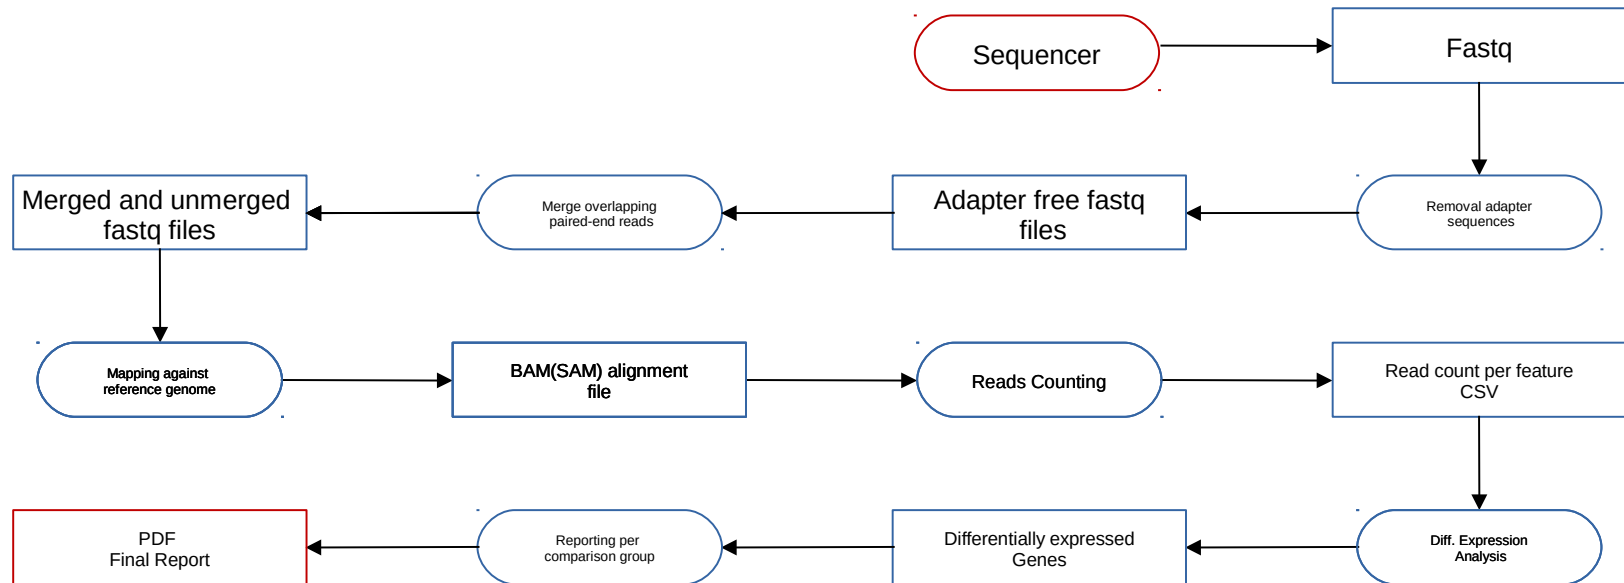 Sequencer
Fastq
Merged and unmerged
fastq files
Merge overlapping
paired-end reads
Adapter free fastq
files
Removal adapter
sequences
Mapping against
reference genome
BAM(SAM) alignment
file
Reads Counting
Read count per feature
CSV
PDF
Final Report
Reporting per
comparison group
Differentially expressed
Genes
Diff. Expression
Analysis